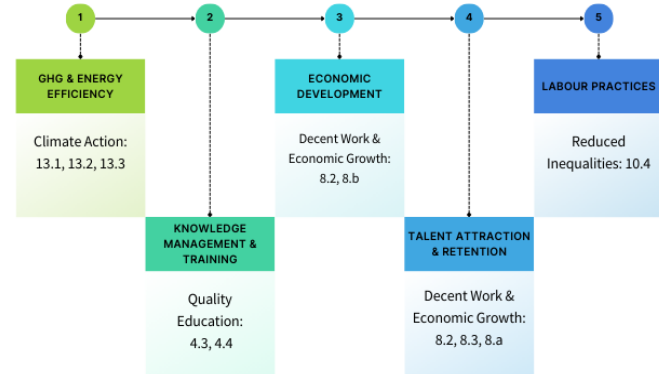 1
2
3
4
5
GHG & ENERGY
EFFICIENCY
Climate Action:
13.1, 13.2, 13.3
KNOWLEDGE
MANAGEMENT &
TRAINING
Quality
Education:
4.3, 4.4
ECONOMIC
DEVELOPMENT
Decent Work &
Economic Growth:
8.2, 8.b
TALENT ATTRACTION
& RETENTION
Decent Work &
Economic Growth:
8.2, 8.3, 8.a
LABOUR PRACTICES
Reduced
Inequalities: 10.4